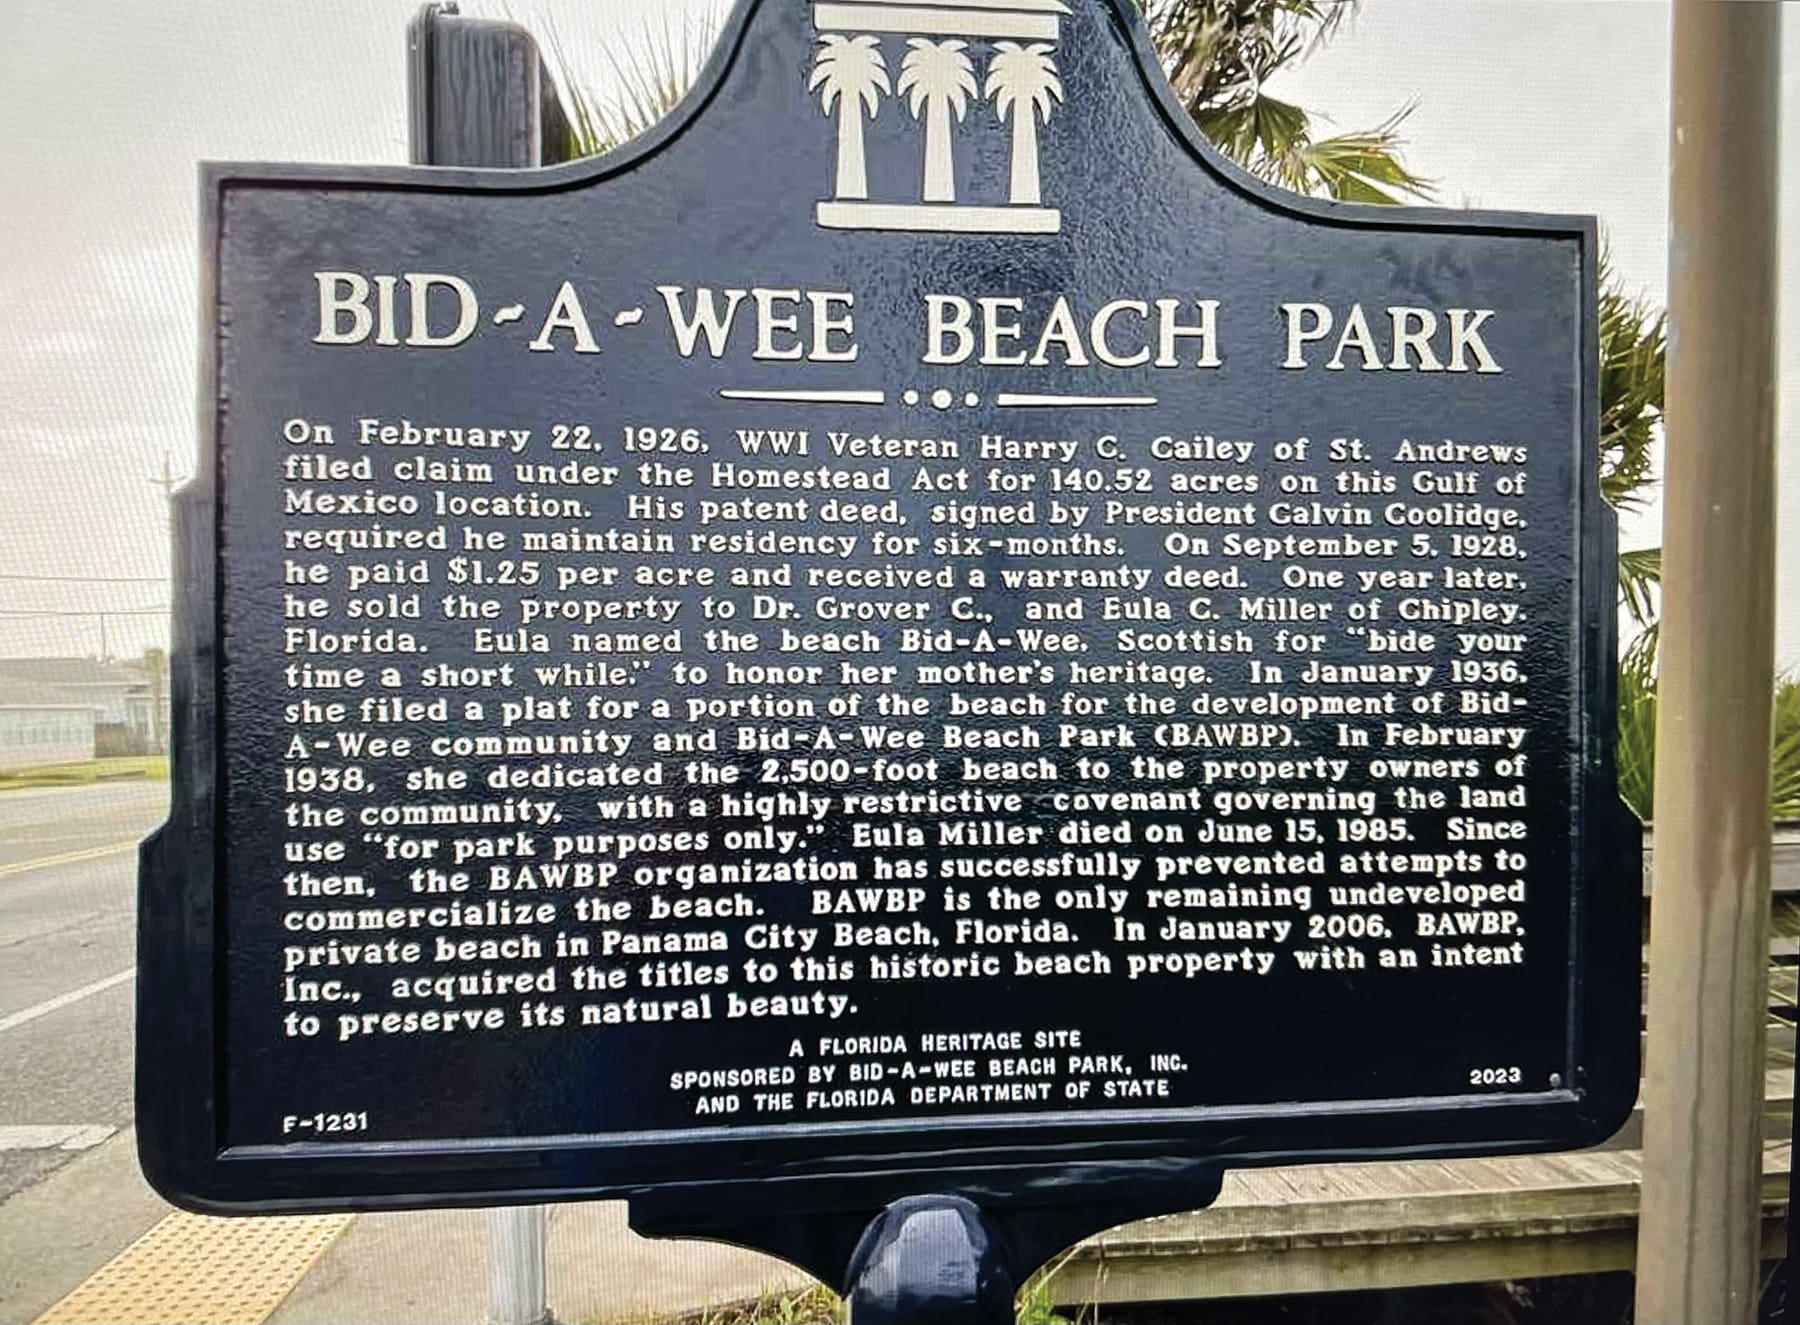 BID-A-WEE BEACH PARK
On February 22, 1926, WWI Veteran Harry C. Cailey of St. Andrews
filed claim under the Homestead Act for 140.52 acres on this Gulf of
Mexico location. His patent deed, signed by President Calvin Coolidge,
required he maintain residency for six-months. On September 5, 1928,
he paid $1.25 per acre and received a warranty deed. One year later,
he sold the property to Dr. Grover C., and Eula C. Miller of Chipley,
Florida. Eula named the beach Bid-A-Wee, Scottish for "bide your
time a short while," to honor her mother's heritage. In January 1936,
she filed a plat for a portion of the beach for the development of Bid-
A-Wee community and Bid-A-Wee Beach Park (BAWBP). In February
1938, she dedicated the 2,500-foot beach to the property owners of
the community, with a highly restrictive covenant governing the land
use "for park purposes only." Eula Miller died on June 15, 1985. Since
then, the BAWBP organization has successfully prevented attempts to
commercialize the beach. BAWBP is the only remaining undeveloped
private beach in Panama City Beach, Florida. In January 2006, BAWBP,
Inc., acquired the titles to this historic beach property with an intent
to preserve its natural beauty.
A FLORIDA HERITAGE SITE
SPONSORED BY BID-A-WEE BEACH PARK, INC.
AND THE FLORIDA DEPARTMENT OF STATE
F-1231
2023